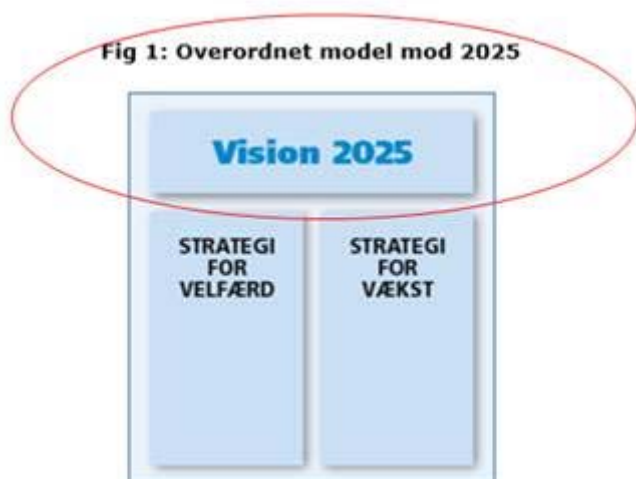 Fig 1: Overordnet model mod 2025
Vision 2025
STRATEGI
FOR
VELFÆRD
STRATEGI
FOR
VÆKST